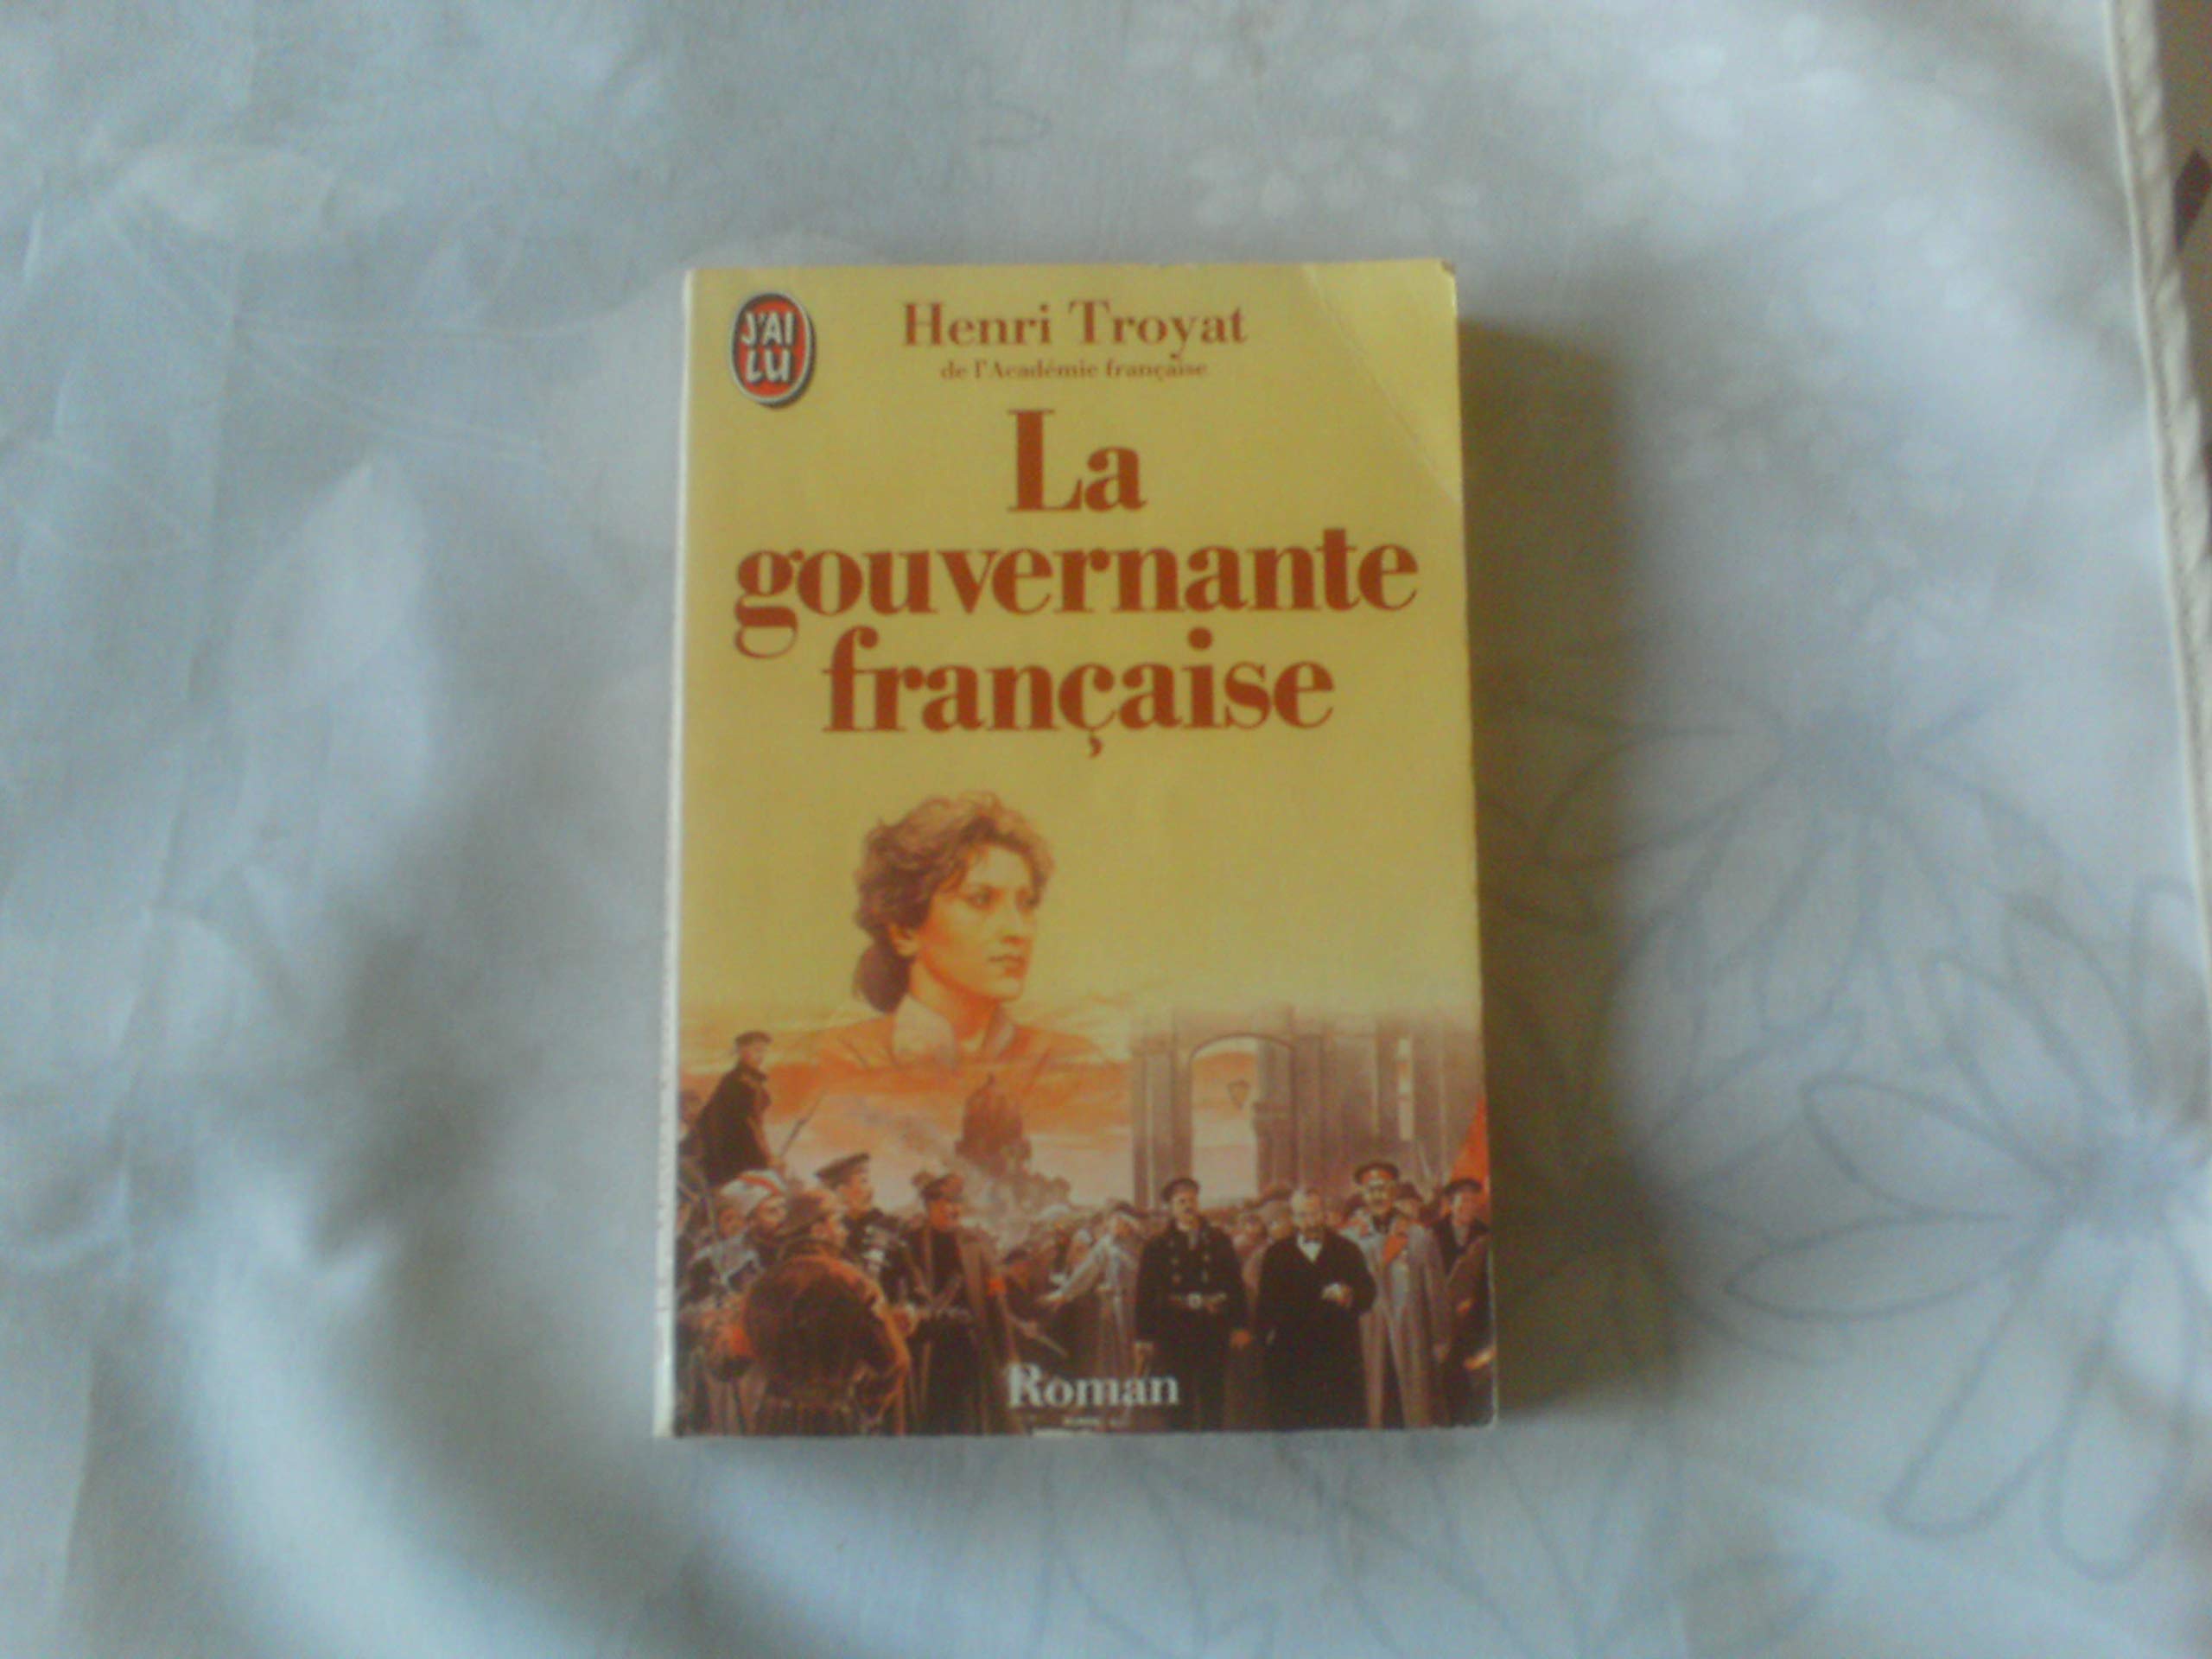 J'AI
LU
Henri Troyat
de l'Académie française
La
gouvernante
française
Roman